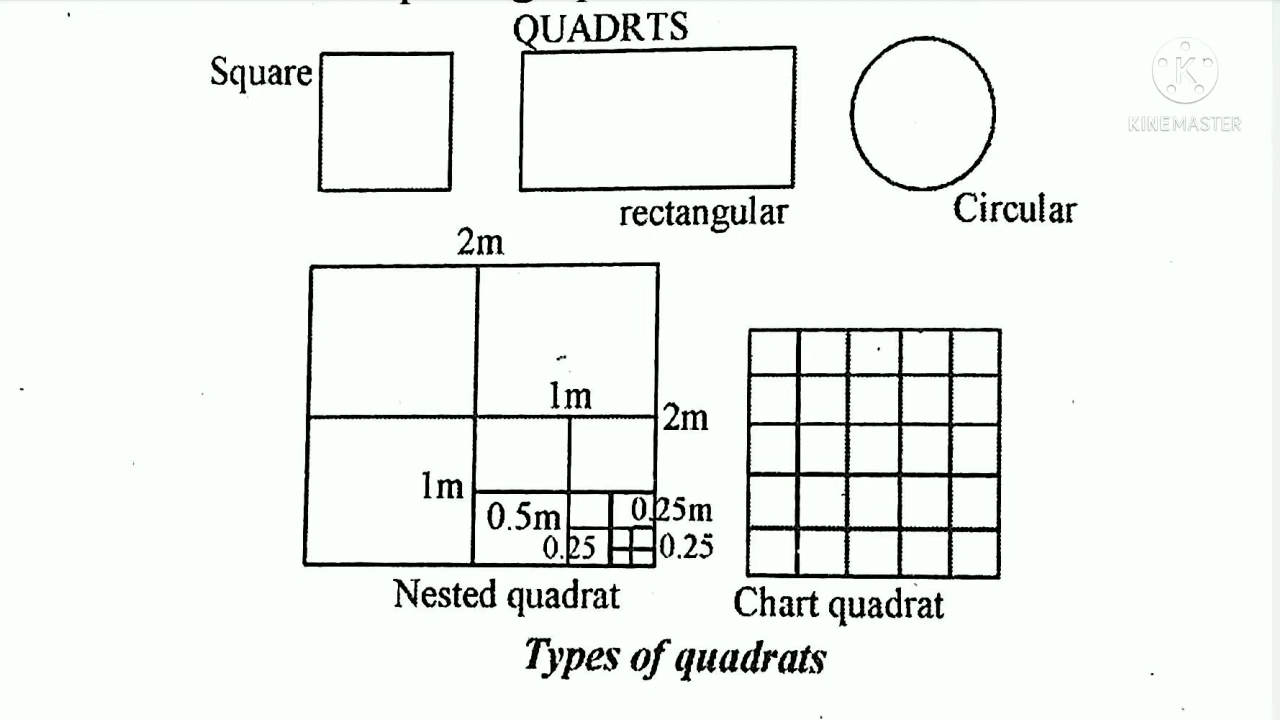 QUADRTS
Square
KINEMASTER
rectangular
Circular
2m
1m
2m
1m
0.5m
0.25m
0.25
0.25
Nested quadrat
Chart quadrat
Types of quadrats